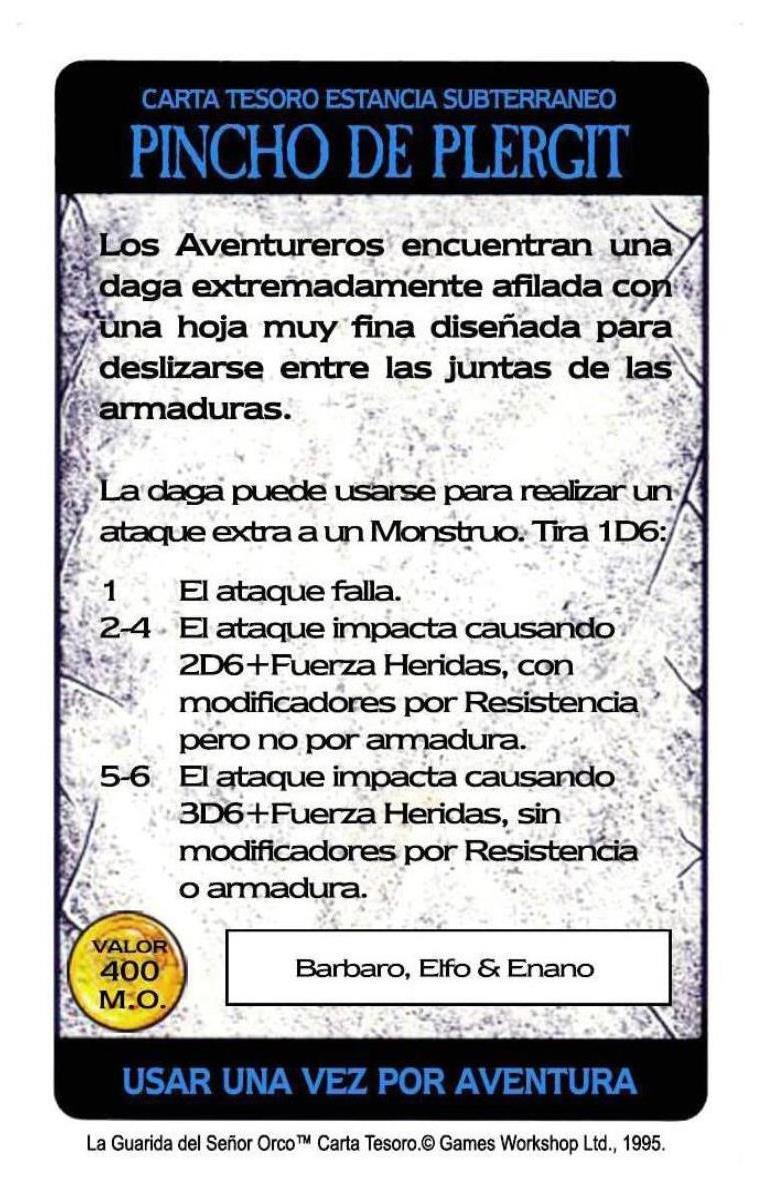 CARTA TESORO ESTANCIA SUBTERRANEO
PINCHO DE PLERGIT
Los Aventureros encuentran una
daga extremadamente afilada con
una hoja muy fina diseñada para
deslizarse entre las juntas de las
armaduras.
La daga puede usarse para realizar un
ataque extra a un Monstruo. Tira 1D6:
1 El ataque falla.
2-4 El ataque impacta causando
2D6+Fuerza Heridas, con
modificadores por Resistencia
pero no por armadura.
5-6 El ataque impacta causando
3D6+Fuerza Heridas, sin
modificadores por Resistencia
o armadura.
VALOR
400
M.O.
Barbaro, Elfo & Enano
USAR UNA VEZ POR AVENTURA
La Guarida del Señor Orco™ Carta Tesoro.© Games Workshop Ltd., 1995.